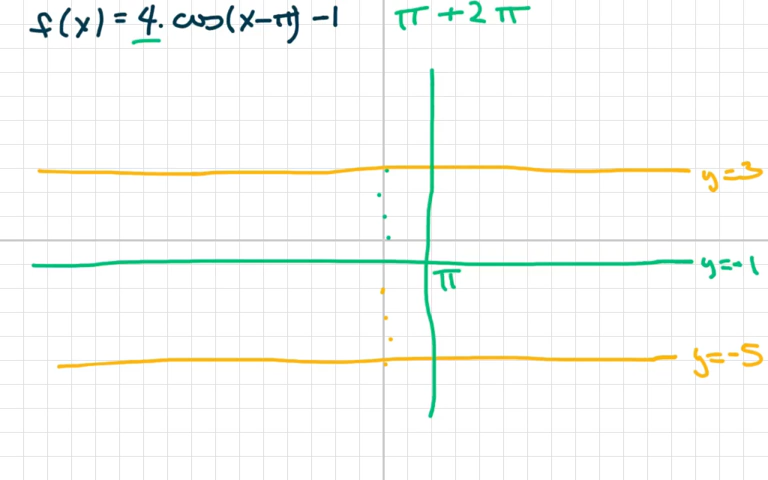 f(x) = 4. cos(x-π) -1
π + 2π
y=3
y=-1
π
y=-5